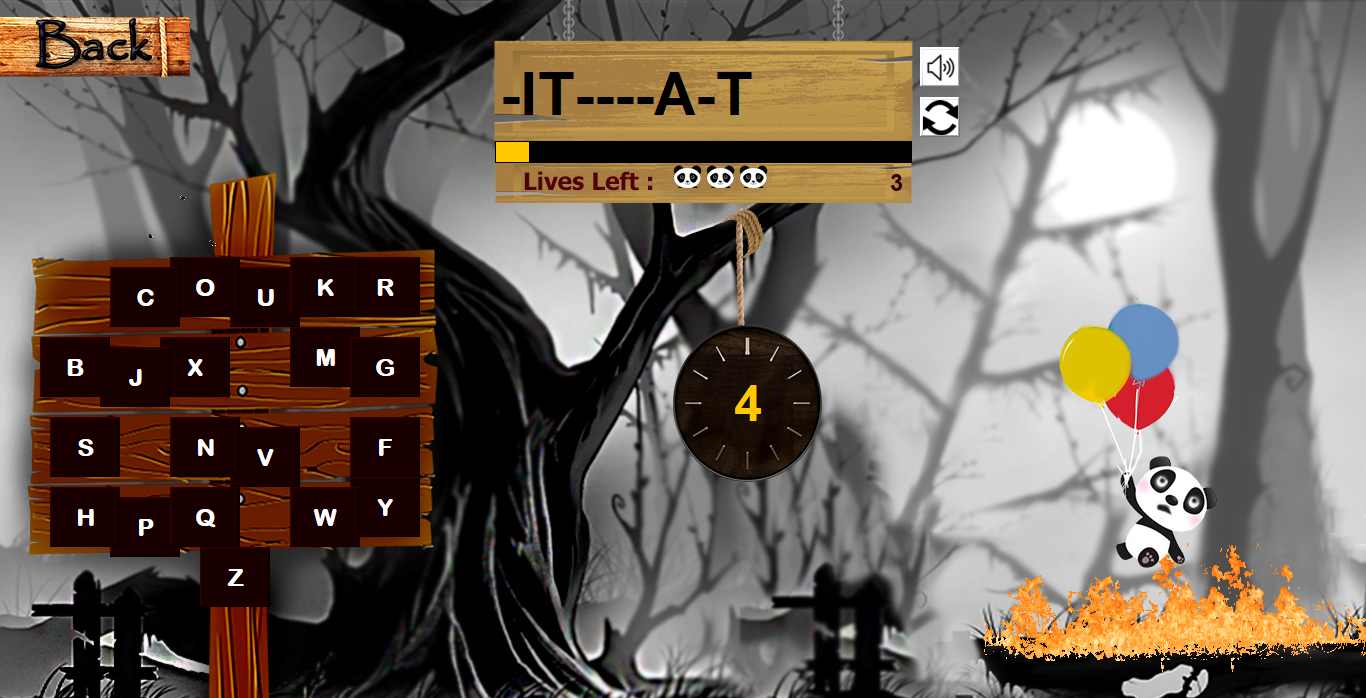 Back
-IT----A-T
Lives Left :
3
C O U K R
B J X M G
4
S N V F
H P Q W Y
Z